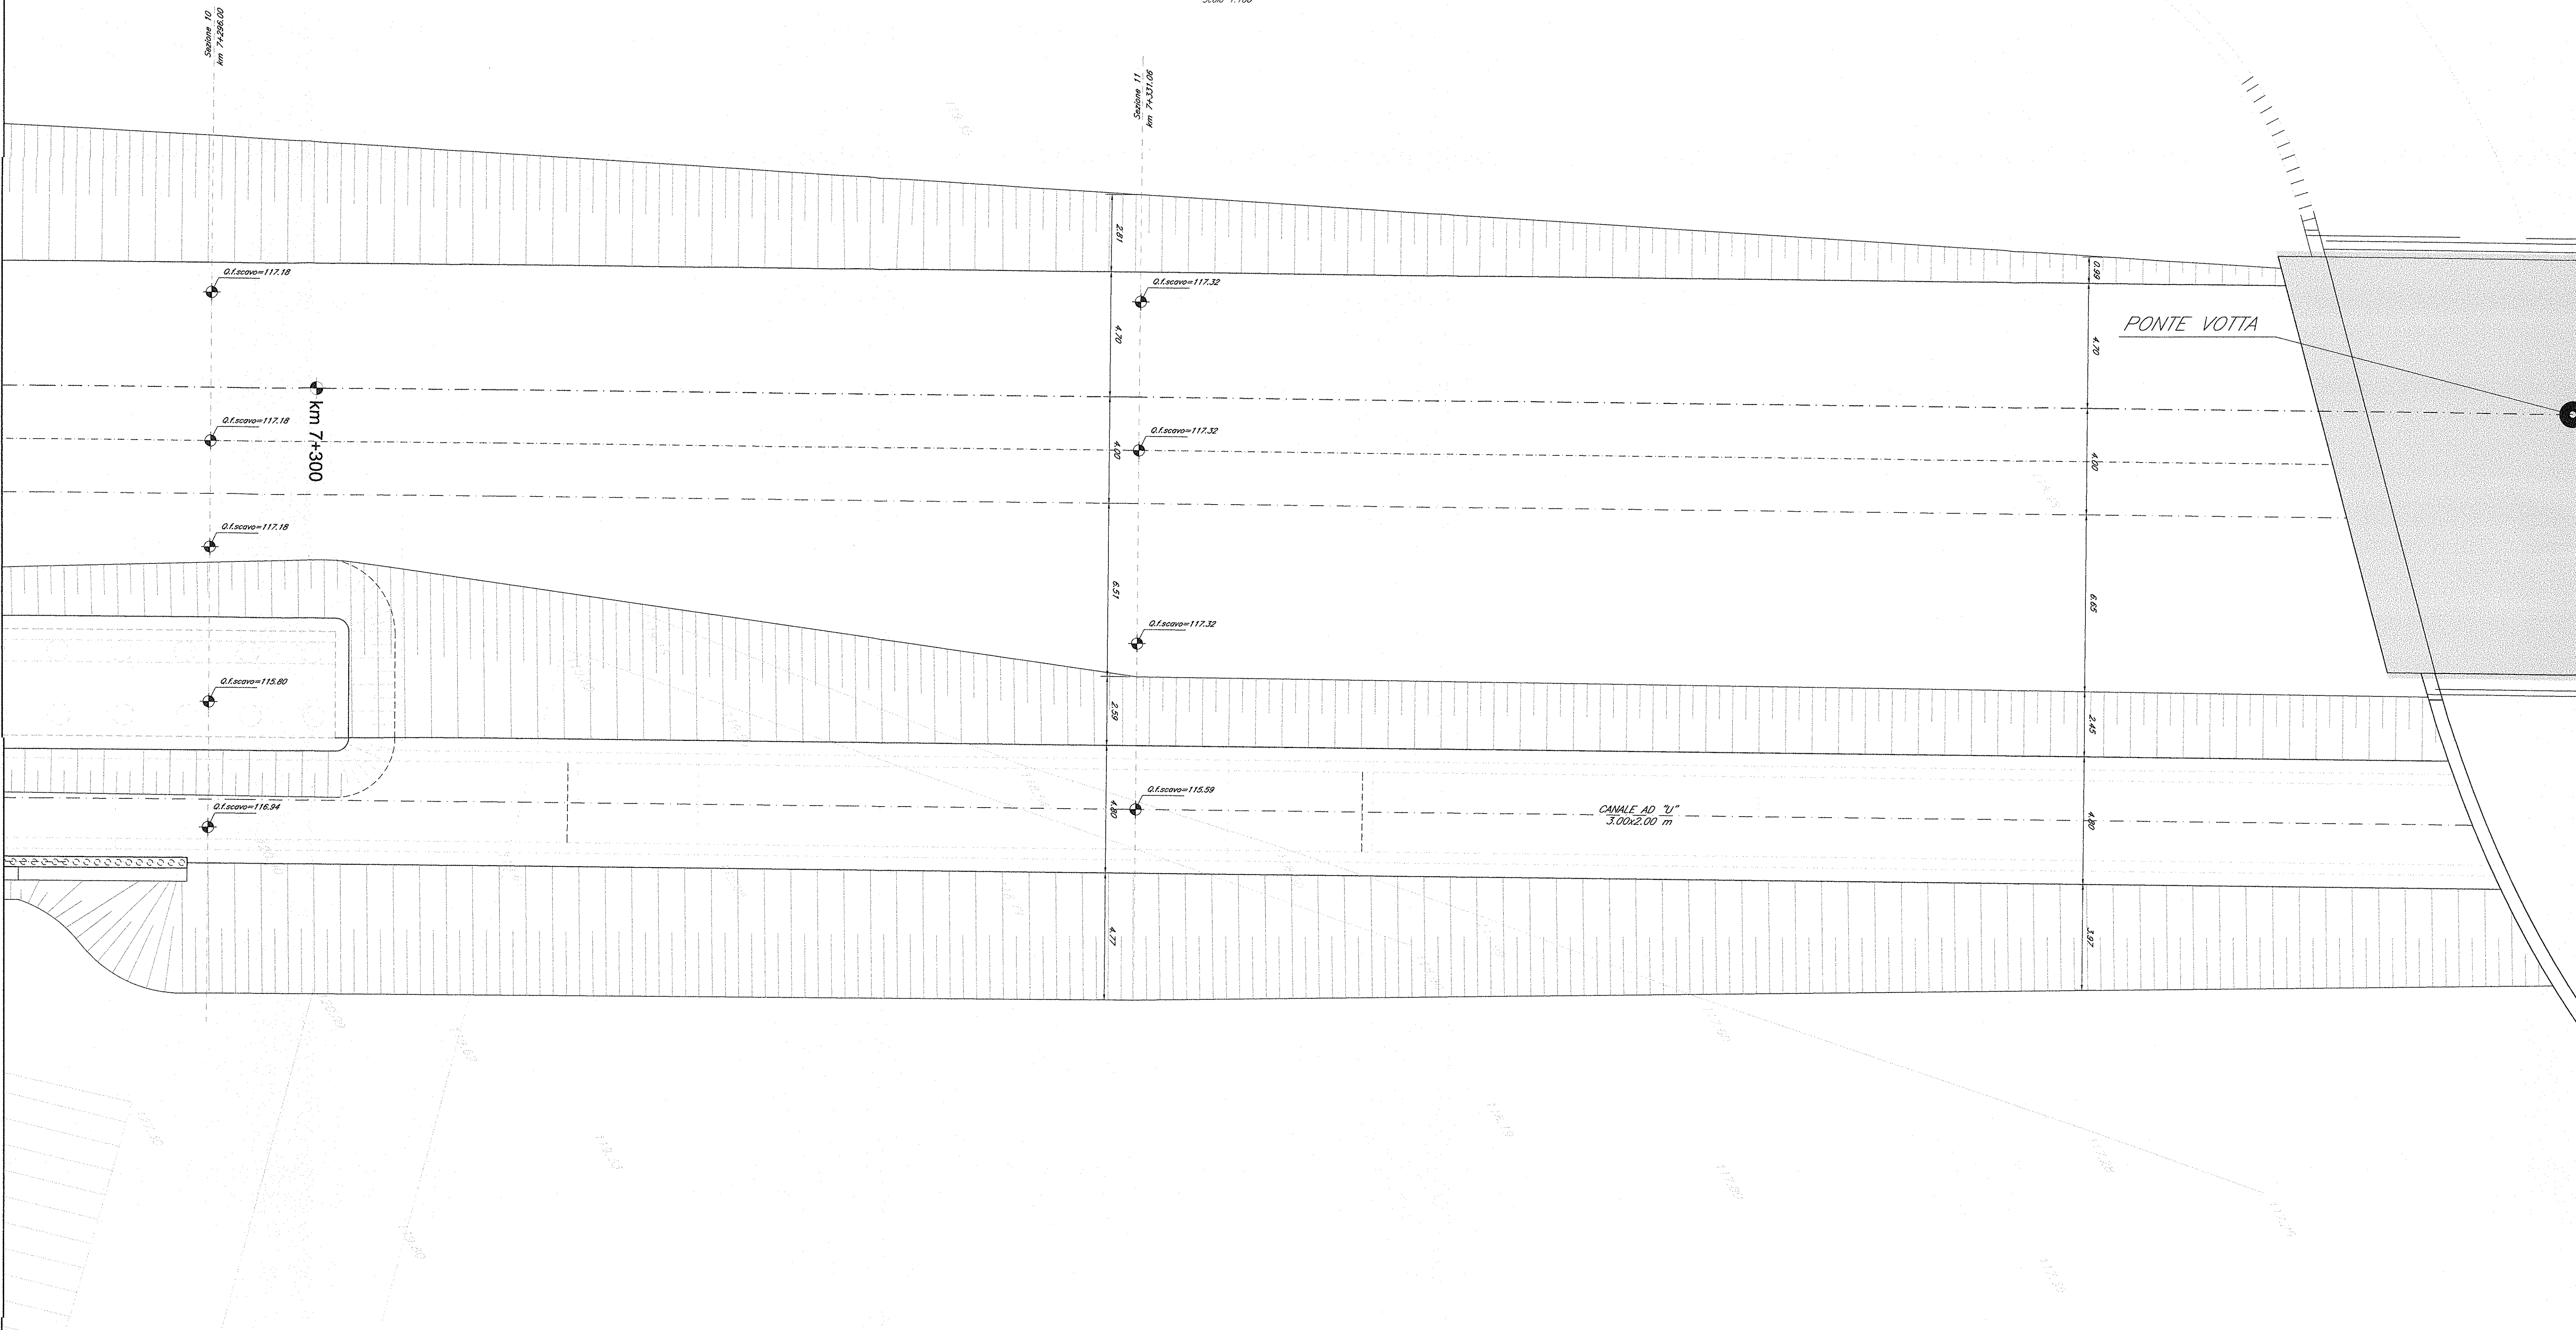 Scala 1:100
Sezione 10
km 7+296.00
Sezione 11
km 7+331.06
2.81
0.99
Q.f.scavo=117.18
Q.f.scavo=117.32
4.70
4.70
PONTE VOTTA
km 7+300
Q.f.scavo=117.18
Q.f.scavo=117.32
4.00
4.00
Q.f.scavo=117.18
6.51
6.65
Q.f.scavo=117.32
Q.f.scavo=115.60
2.59
2.45
Q.f.scavo=115.59
Q.f.scavo=116.94
4.80
CANALE AD "U"
3.00x2.00 m
4.80
4.77
3.97